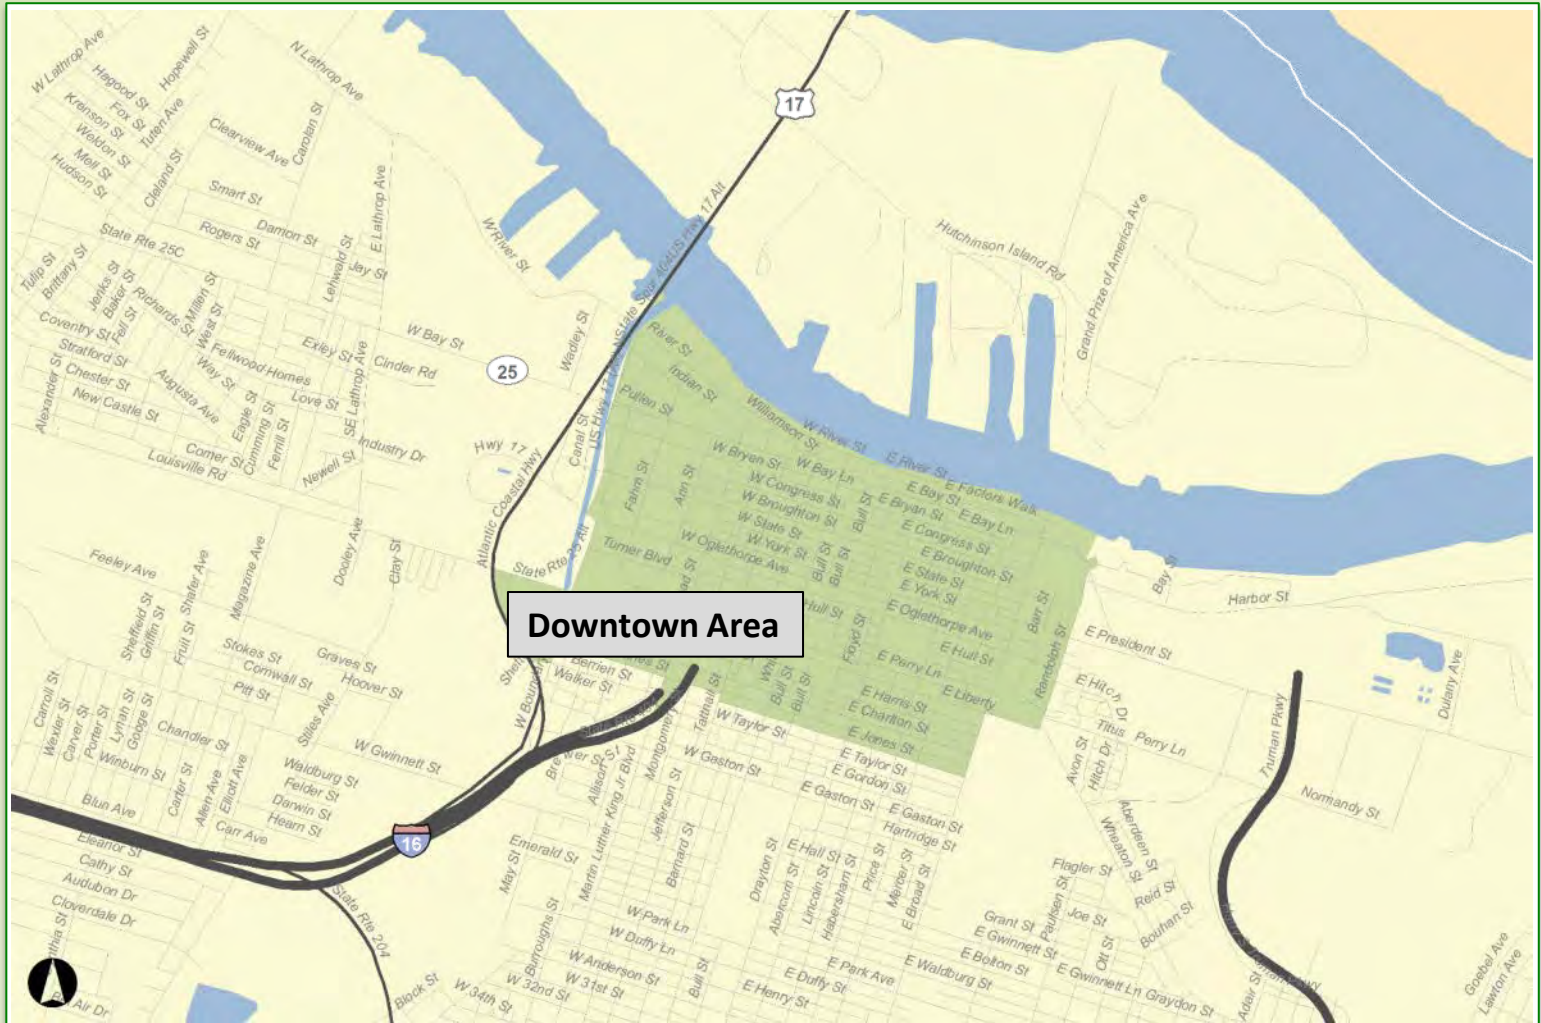 W Lathrop Ave
Hagood St
Hopewell St
N Lathrop Ave
Krenson St
Fox St
Tuten Ave
Weldon St
Mell St
Hudson St
Clearview Ave
Carolan St
17
Cleland St
Smart St
E Lathrop Ave
Rogers St
Damon St
W River St
Hutchinson Island Rd
Grand Prize of America Ave
State Rte 25C
Lehwald St
Jay St
Tulip St
Brittany St
Jenks St
Baker St
Fell St
Richards St
Millen St
West St
Coventry St
Stratford St
Chester St
New Castle St
Alexander St
Way St
Fellwood Homes
Exley St
W Bay St
Cinder Rd
25
Wadley St
River St
Indian St
Augusta Ave
Love St
Eagle St
Cumming St
Ferrill St
SE Lathrop Ave
Pullen St
Williamson St
W River St
Comer St
Louisville Rd
Newell St
Industry Dr
Hwy 17
Canal St
Atlantic Coastal Hwy
Fahm St
Ann St
W Bryan St
W Bay Ln
E River St
E Factors Walk
W Congress St
W Broughton St
Bull St
E Bay St
E Bryan St
E Bay Ln
W State St
W York St
E Congress St
E Broughton St
Turner Blvd
W Oglethorpe Ave
Bull St
Bull St
E State St
E York St
Feeley Ave
Shafer Ave
Magazine Ave
Dooley Ave
Clay St
State Rte 25 Alt
Bay St
Harbor St
Downtown Area
Hull St
Floyd St
E Oglethorpe Ave
Barr St
E President St
Sheffield St
Griffin St
Fruit St
Stokes St
Cornwall St
Pitt St
Graves St
Hoover St
Stiles Ave
Berrien St
Walker St
E Perry Ln
E Hull St
E Liberty
Randolph St
Bull St
Bull St
Tattnall St
E Harris St
E Charlton St
E Jones St
E Hitch Dr
Titus
Perry Ln
Dulany Ave
Carroll St
Wexler St
Carver St
Porter St
Lynah St
Googe St
Chandler St
Winburn St
W Gwinnett St
Waldburg St
Felder St
Darwin St
Hearn St
Carter St
Allen Ave
Elliott Ave
Carr Ave
Blun Ave
W Taylor St
W Gaston St
E Taylor St
E Gordon St
E Gaston St
E Gaston St
Hartridge St
Avon St
Hitch Dr
Truman Pkwy
Normandy St
16
Eleanor St
Cathy St
Audubon Dr
Cloverdale Dr
Emerald St
May St
Martin Luther King Jr Blvd
Jefferson St
Barnard St
Drayton St
Abercorn St
E Hall St
Lincoln St
Habersham St
Price St
Mercer St
E Broad St
Aberdeen St
Wheaton St
Flagler St
Reid St
Paulsen St
Joe St
Bouhan St
Ott St
Grant St
E Gwinnett St
E Bolton St
E Gwinnett Ln
Graydon St
Adair St
State Rte 204
Burroughs St
W Park Ln
W Duffy Ln
W Anderson St
W 31st St
W 32nd St
W 34th St
Block St
Bull St
E Park Ave
E Duffy St
E Henry St
E Waldburg St
Goebel Ave
Lawton Ave
Air Dr